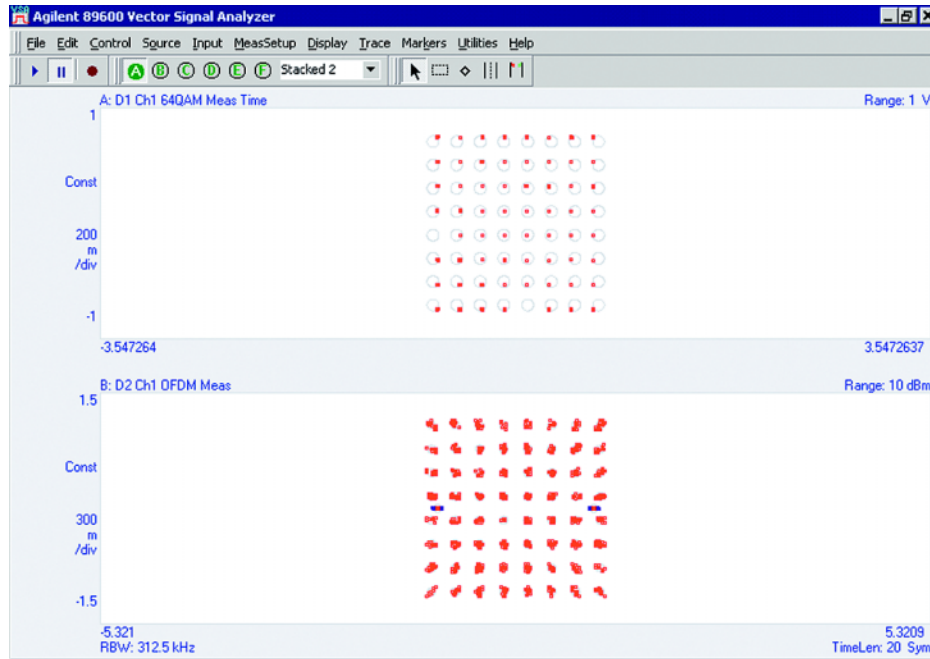 VSA
Agilent 89600 Vector Signal Analyzer
File Edit Control Source Input MeasSetup Display Trace Markers Utilities Help
A B C D E F Stacked 2
A: D1 Ch1 64QAM Meas Time Range: 1 V
1
Const
200
m
/div
-1
-3.547264 3.5472637
B: D2 Ch1 OFDM Meas Range: 10 dBm
1.5
Const
300
m
/div
-1.5
-5.321 5.3209
RBW: 312.5 kHz TimeLen: 20 Sym